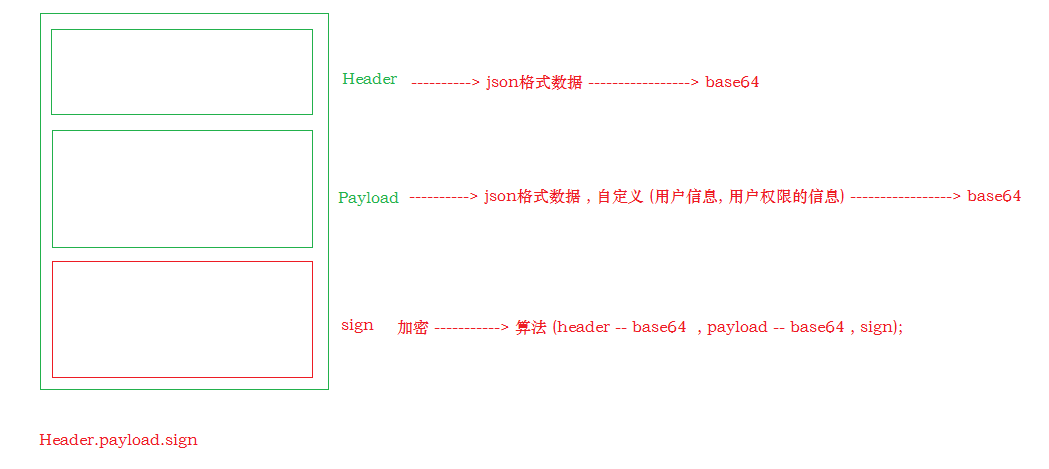 Header ----------> json格式数据 -----------------> base64
Payload ----------> json格式数据 , 自定义 (用户信息, 用户权限的信息) -----------------> base64
sign 加密 -----------> 算法 (header -- base64 , payload -- base64 , sign);
Header.payload.sign